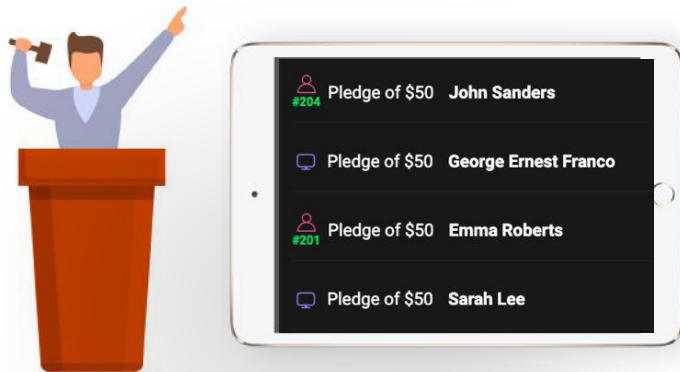 Pledge of $50 John Sanders
#204
Pledge of $50 George Ernest Franco
Pledge of $50 Emma Roberts
#201
Pledge of $50 Sarah Lee